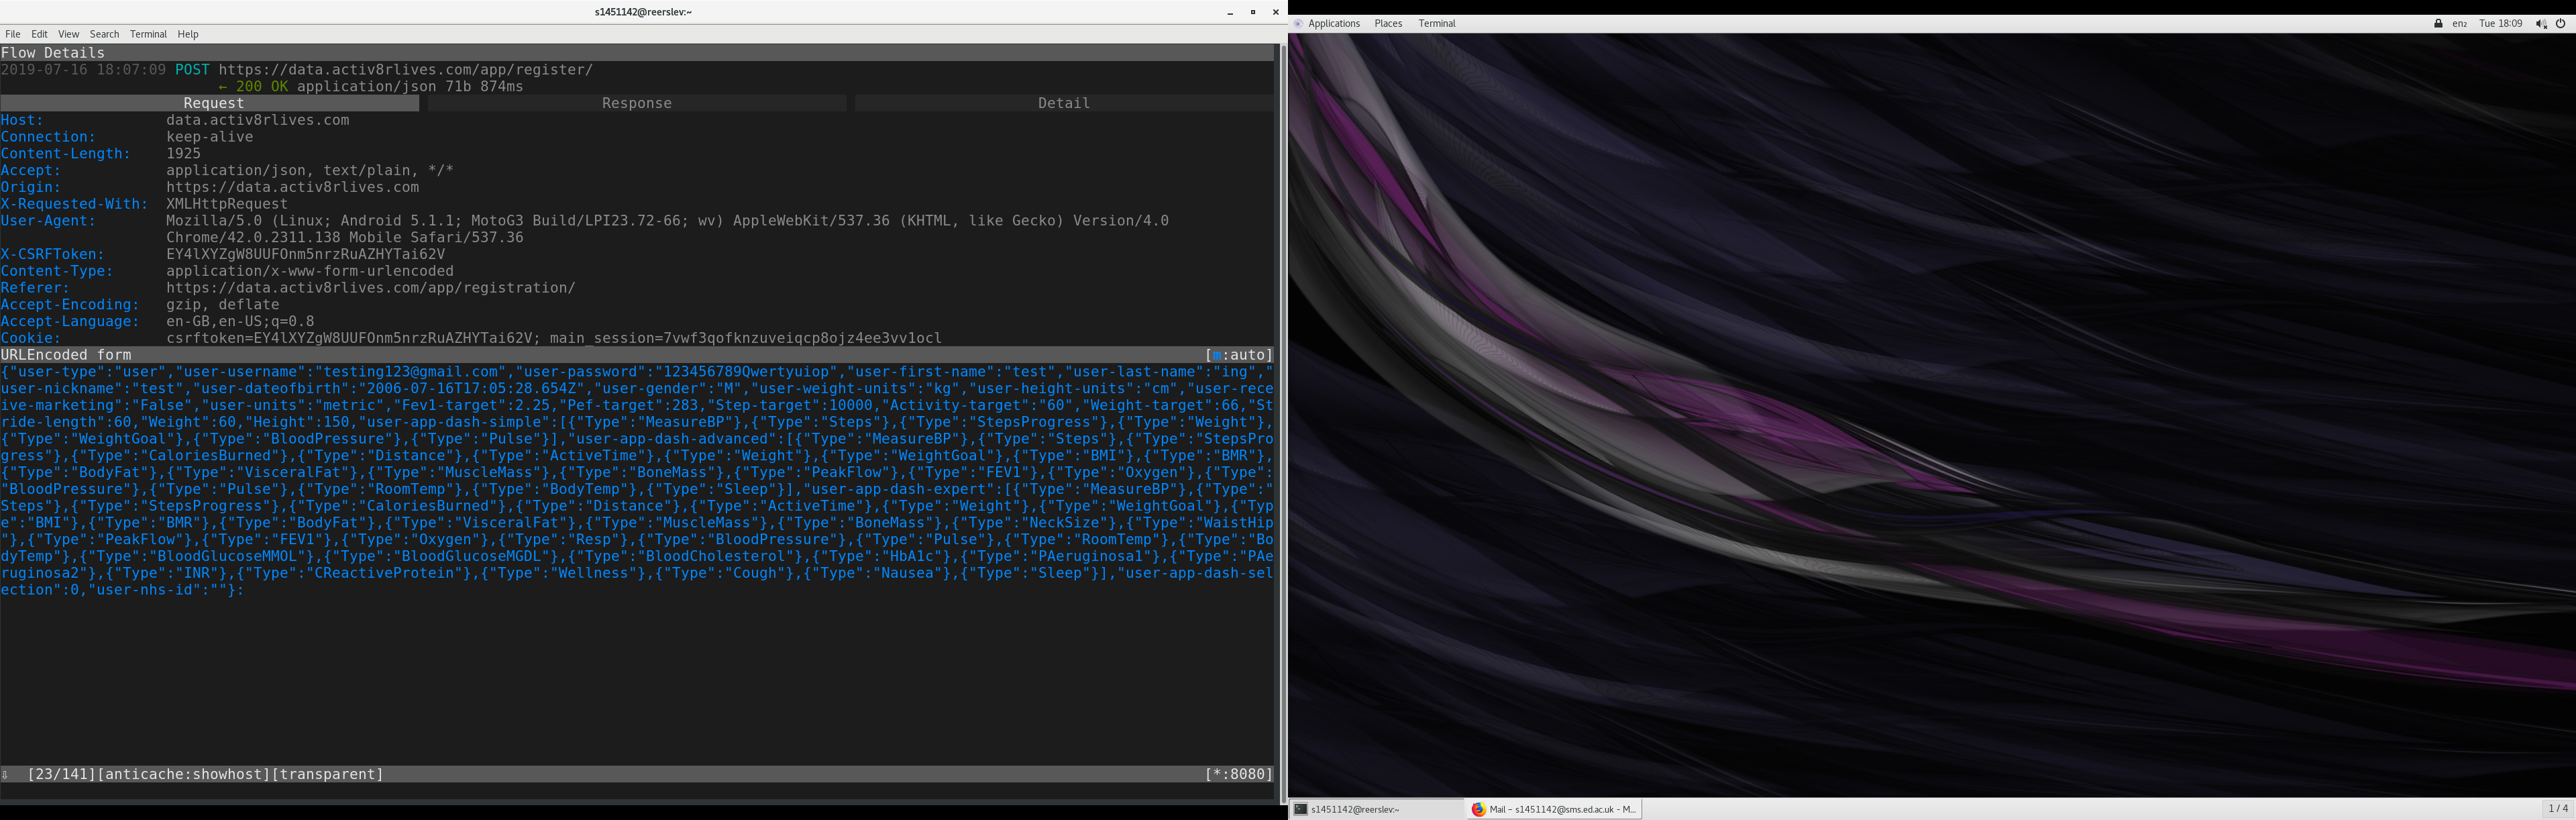 s1451142@reerslev:~
File Edit View Search Terminal Help
Flow Details
2019-07-16 18:07:09 POST https://data.activ8rlives.com/app/register/
← 200 OK application/json 71b 874ms
Request Response Detail
Host: data.activ8rlives.com
Connection: keep-alive
Content-Length: 1925
Accept: application/json, text/plain, */*
Origin: https://data.activ8rlives.com
X-Requested-With: XMLHttpRequest
User-Agent: Mozilla/5.0 (Linux; Android 5.1.1; MotoG3 Build/LPI23.72-66; wv) AppleWebKit/537.36 (KHTML, like Gecko) Version/4.0
Chrome/42.0.2311.138 Mobile Safari/537.36
X-CSRFToken: EY4lXYZgW8UUFOnm5nrzRuAZHYTai62V
Content-Type: application/x-www-form-urlencoded
Referer: https://data.activ8rlives.com/app/registration/
Accept-Encoding: gzip, deflate
Accept-Language: en-GB,en-US;q=0.8
Cookie: csrftoken=EY4lXYZgW8UUFOnm5nrzRuAZHYTai62V; main_session=7vwf3qofknzuveiqcp8ojz4ee3vv1ocl
URLEncoded form [m:auto]
{"user-type":"user","user-username":"testing123@gmail.com","user-password":"123456789Qwertyuiop","user-first-name":"test","user-last-name":"ing","
user-nickname":"test","user-dateofbirth":"2006-07-16T17:05:28.654Z","user-gender":"M","user-weight-units":"kg","user-height-units":"cm","user-rece
ive-marketing":"False","user-units":"metric","Fev1-target":2.25,"Pef-target":283,"Step-target":10000,"Activity-target":"60","Weight-target":66,"St
ride-length":60,"Weight":60,"Height":150,"user-app-dash-simple":[{"Type":"MeasureBP"},{"Type":"Steps"},{"Type":"StepsProgress"},{"Type":"Weight"},
{"Type":"WeightGoal"},{"Type":"BloodPressure"},{"Type":"Pulse"}],"user-app-dash-advanced":[{"Type":"MeasureBP"},{"Type":"Steps"},{"Type":"StepsPro
gress"},{"Type":"CaloriesBurned"},{"Type":"Distance"},{"Type":"ActiveTime"},{"Type":"Weight"},{"Type":"WeightGoal"},{"Type":"BMI"},{"Type":"BMR"},
{"Type":"BodyFat"},{"Type":"VisceralFat"},{"Type":"MuscleMass"},{"Type":"BoneMass"},{"Type":"PeakFlow"},{"Type":"FEV1"},{"Type":"Oxygen"},{"Type":
"BloodPressure"},{"Type":"Pulse"},{"Type":"RoomTemp"},{"Type":"BodyTemp"},{"Type":"Sleep"}],"user-app-dash-expert":[{"Type":"MeasureBP"},{"Type":"
Steps"},{"Type":"StepsProgress"},{"Type":"CaloriesBurned"},{"Type":"Distance"},{"Type":"ActiveTime"},{"Type":"Weight"},{"Type":"WeightGoal"},{"Typ
e":"BMI"},{"Type":"BMR"},{"Type":"BodyFat"},{"Type":"VisceralFat"},{"Type":"MuscleMass"},{"Type":"BoneMass"},{"Type":"NeckSize"},{"Type":"WaistHip
"},{"Type":"PeakFlow"},{"Type":"FEV1"},{"Type":"Oxygen"},{"Type":"Resp"},{"Type":"BloodPressure"},{"Type":"Pulse"},{"Type":"RoomTemp"},{"Type":"Bo
dyTemp"},{"Type":"BloodGlucoseMMOL"},{"Type":"BloodGlucoseMGDL"},{"Type":"BloodCholesterol"},{"Type":"HbA1c"},{"Type":"PAeruginosa1"},{"Type":"PAe
ruginosa2"},{"Type":"INR"},{"Type":"CReactiveProtein"},{"Type":"Wellness"},{"Type":"Cough"},{"Type":"Nausea"},{"Type":"Sleep"}],"user-app-dash-sel
ection":0,"user-nhs-id":""}:
⇩ [23/141][anticache:showhost][transparent] [*:8080]
Applications Places Terminal en₂ Tue 18:09
s1451142@reerslev:~ Mail – s1451142@sms.ed.ac.uk - M... 1 / 4